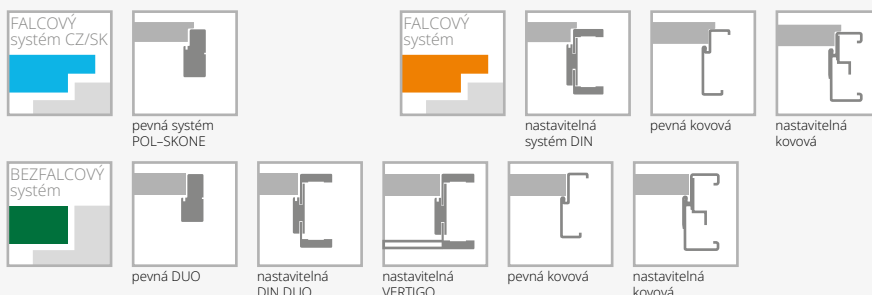 FALCOVÝ
systém CZ/SK
pevná systém
POL–SKONE
FALCOVÝ
systém
nastavitelná
systém DIN
pevná kovová
nastavitelná
kovová
BEZFALCOVÝ
systém
pevná DUO
nastavitelná
DIN DUO
nastavitelná
VERTIGO
pevná kovová
nastavitelná
kovová